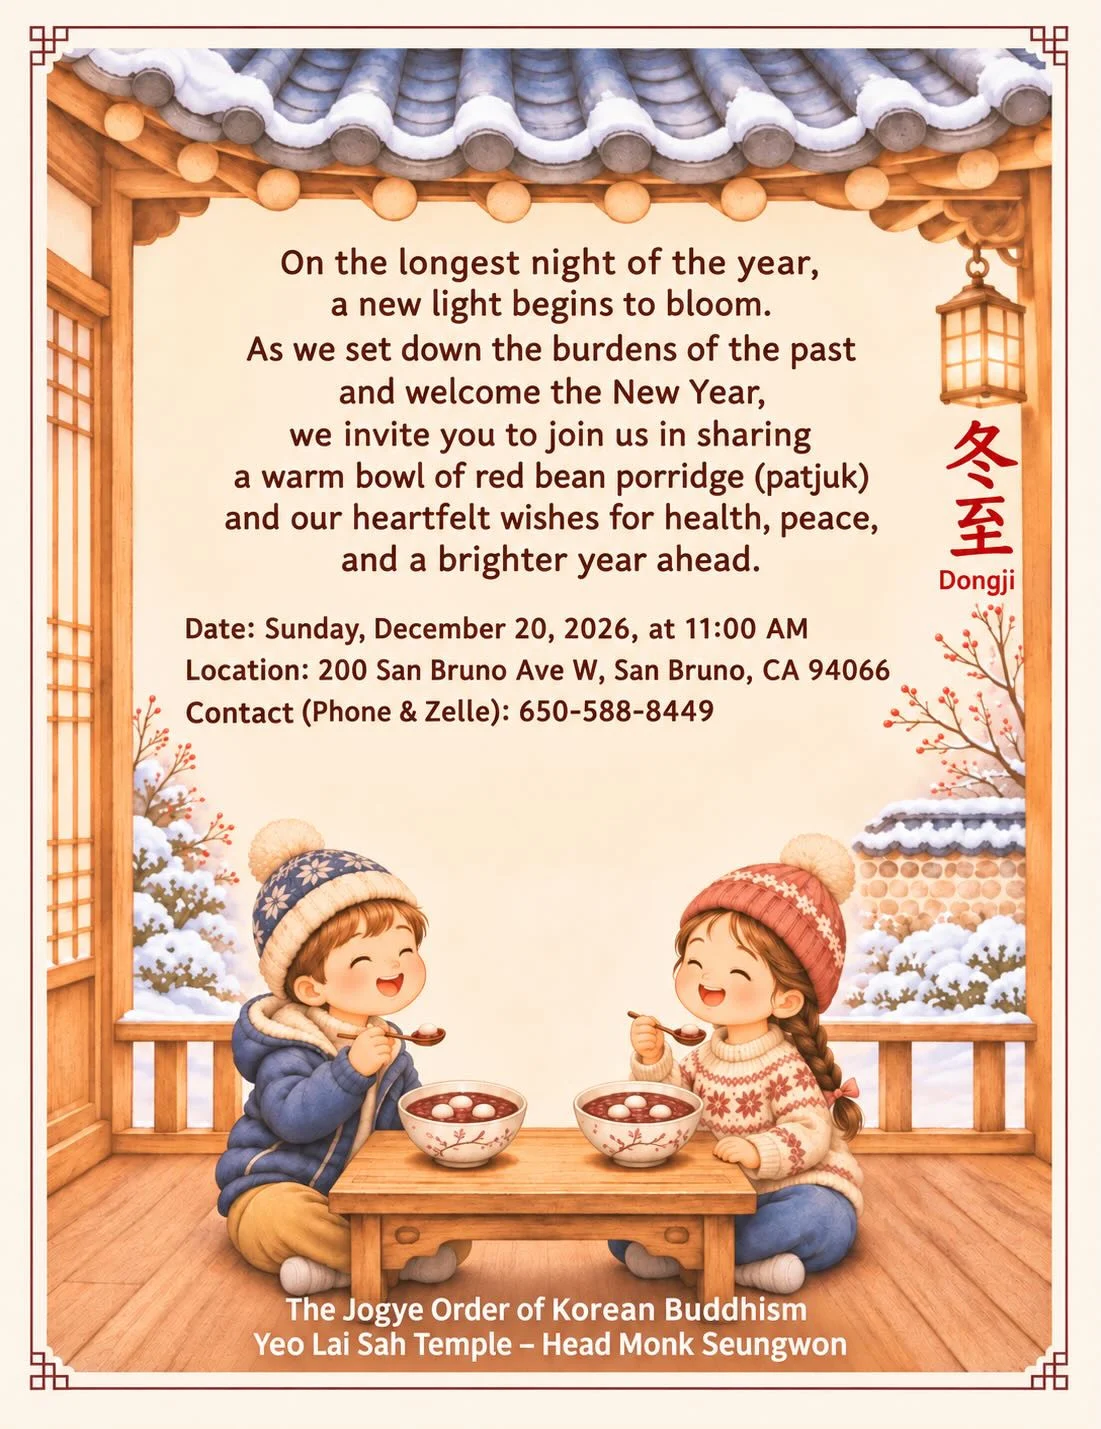 On the longest night of the year,
a new light begins to bloom.
As we set down the burdens of the past
and welcome the New Year,
we invite you to join us in sharing
a warm bowl of red bean porridge (patjuk)
and our heartfelt wishes for health, peace,
and a brighter year ahead.
冬至
Dongji
Date: Sunday, December 20, 2026, at 11:00 AM
Location: 200 San Bruno Ave W, San Bruno, CA 94066
Contact (Phone & Zelle): 650-588-8449
The Jogye Order of Korean Buddhism
Yeo Lai Sah Temple – Head Monk Seungwon